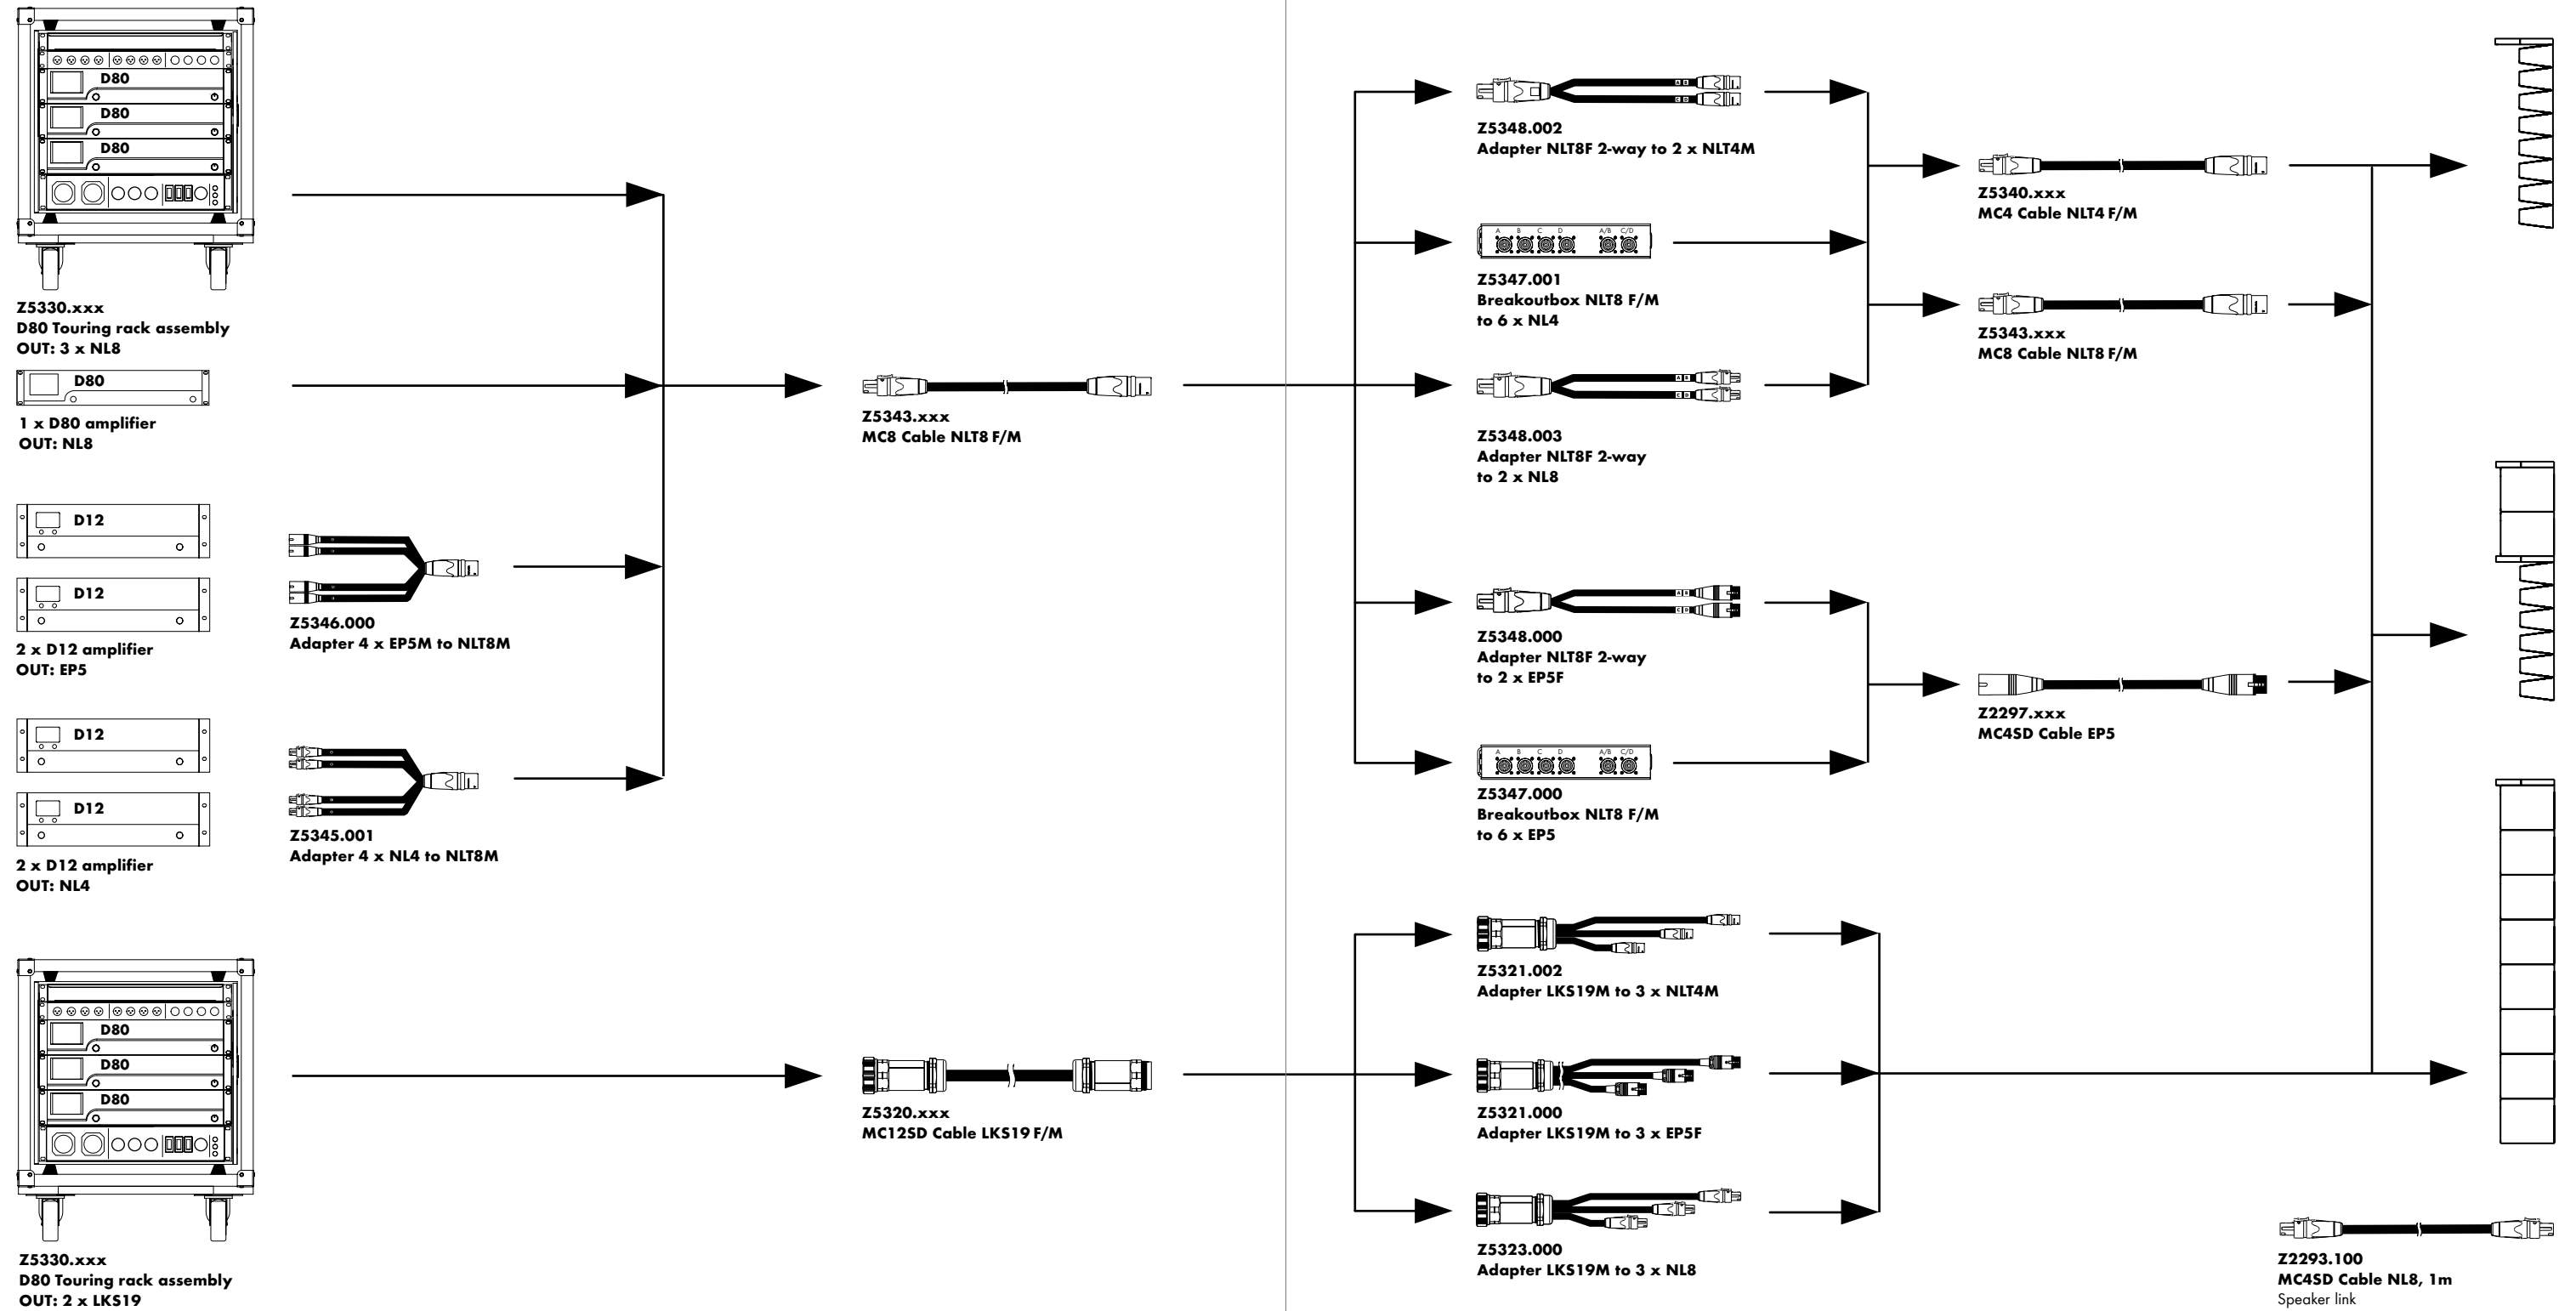 D80
D80
D80
Z5330.xxx
D80 Touring rack assembly
OUT: 3 x NL8
D80
1 x D80 amplifier
OUT: NL8
D12
D12
2 x D12 amplifier
OUT: EP5
Z5346.000
Adapter 4 x EP5M to NLT8M
D12
D12
2 x D12 amplifier
OUT: NL4
Z5345.001
Adapter 4 x NL4 to NLT8M
D80
D80
D80
Z5330.xxx
D80 Touring rack assembly
OUT: 2 x LKS19
Z5343.xxx
MC8 Cable NLT8 F/M
Z5320.xxx
MC12SD Cable LKS19 F/M
A B
C D
Z5348.002
Adapter NLT8F 2-way to 2 x NLT4M
A B C D A/B C/D
Z5347.001
Breakoutbox NLT8 F/M
to 6 x NL4
A B
C D
Z5348.003
Adapter NLT8F 2-way
to 2 x NL8
A B
C D
Z5348.000
Adapter NLT8F 2-way
to 2 x EP5F
A B C D A/B C/D
Z5347.000
Breakoutbox NLT8 F/M
to 6 x EP5
Z5321.002
Adapter LKS19M to 3 x NLT4M
Z5321.000
Adapter LKS19M to 3 x EP5F
Z5323.000
Adapter LKS19M to 3 x NL8
Z5340.xxx
MC4 Cable NLT4 F/M
Z5343.xxx
MC8 Cable NLT8 F/M
Z2297.xxx
MC4SD Cable EP5
Z2293.100
MC4SD Cable NL8, 1m
Speaker link